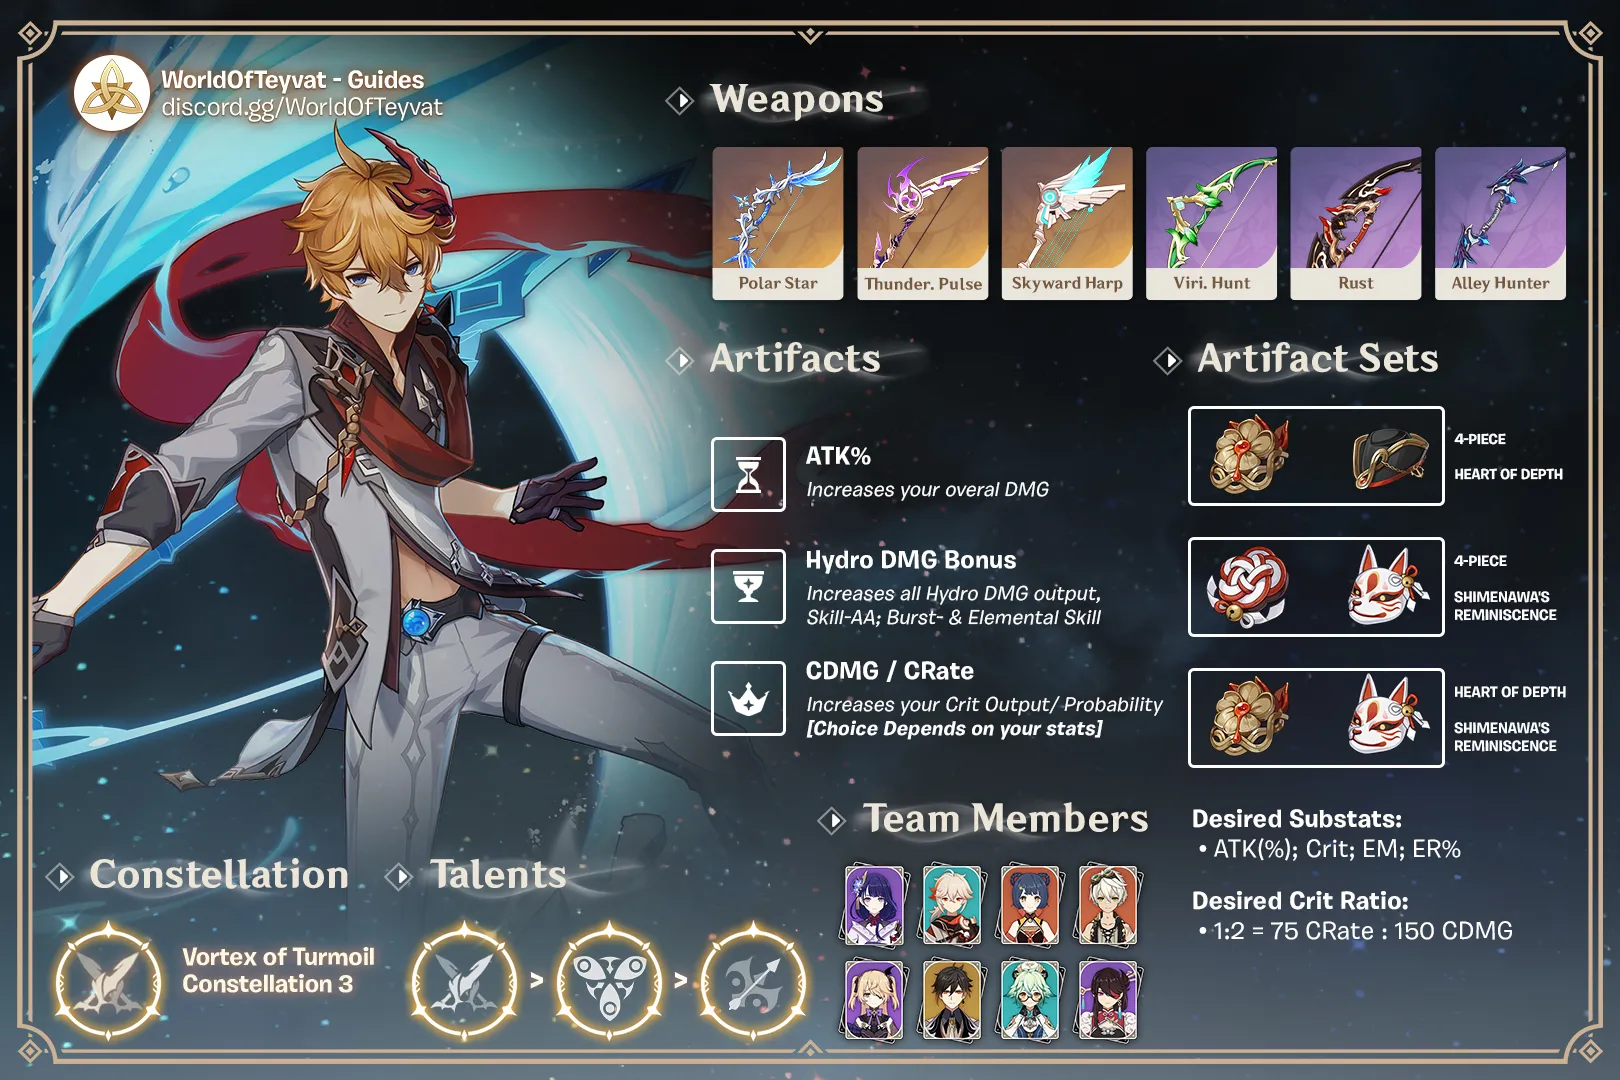 WorldOfTeyvat - Guides
discord.gg/WorldOfTeyvat
Weapons
Polar Star
Thunder. Pulse
Skyward Harp
Viri. Hunt
Rust
Alley Hunter
Artifacts
ATK%
Increases your overal DMG
Hydro DMG Bonus
Increases all Hydro DMG output,
Skill-AA; Burst- & Elemental Skill
CDMG / CRate
Increases your Crit Output/ Probability
[Choice Depends on your stats]
Artifact Sets
4-PIECE
HEART OF DEPTH
4-PIECE
SHIMENAWA'S
REMINISCENCE
HEART OF DEPTH
SHIMENAWA'S
REMINISCENCE
Team Members
Desired Substats:
• ATK(%); Crit; EM; ER%
Desired Crit Ratio:
• 1:2 = 75 CRate : 150 CDMG
Constellation
Vortex of Turmoil
Constellation 3
Talents
> >